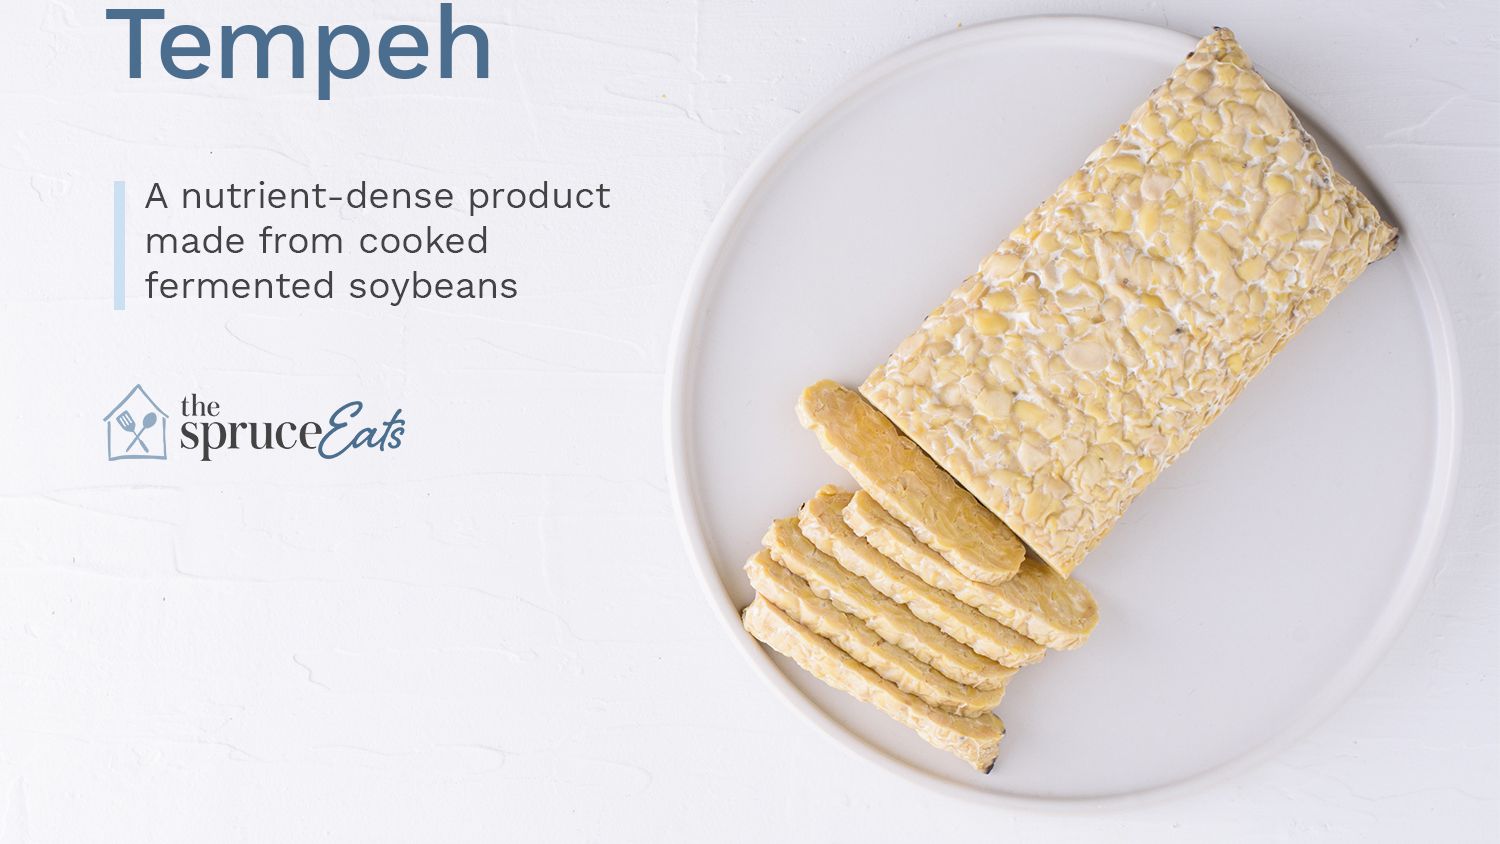 Tempeh
A nutrient-dense product
made from cooked
fermented soybeans
the
spruceEats